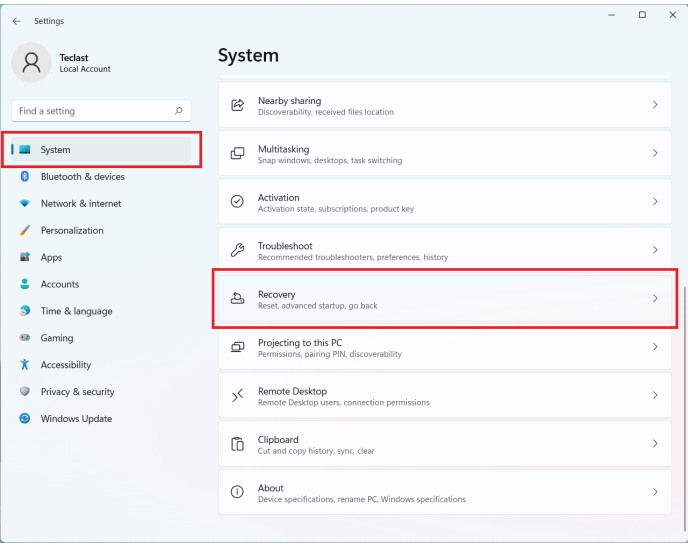 Settings
Teclast
Local Account
Find a setting
System
Bluetooth & devices
Network & internet
Personalization
Apps
Accounts
Time & language
Gaming
Accessibility
Privacy & security
Windows Update
System
Nearby sharing
Discoverability, received files location
Multitasking
Snap windows, desktops, task switching
Activation
Activation state, subscriptions, product key
Troubleshoot
Recommended troubleshooters, preferences, history
Recovery
Reset, advanced startup, go back
Projecting to this PC
Permissions, pairing PIN, discoverability
Remote Desktop
Remote Desktop users, connection permissions
Clipboard
Cut and copy history, sync, clear
About
Device specifications, rename PC, Windows specifications